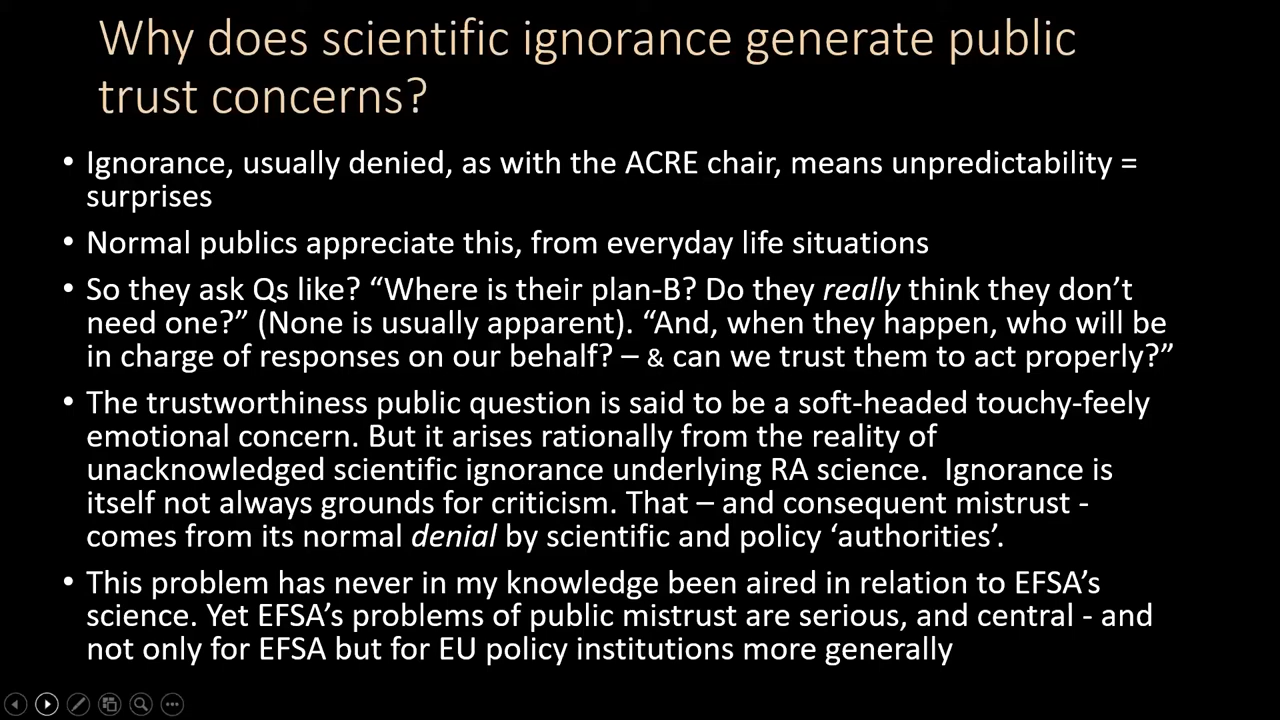 Why does scientific ignorance generate public
trust concerns?
• Ignorance, usually denied, as with the ACRE chair, means unpredictability =
surprises
• Normal publics appreciate this, from everyday life situations
• So they ask Qs like? “Where is their plan-B? Do they really think they don’t
need one?” (None is usually apparent). “And, when they happen, who will be
in charge of responses on our behalf? – & can we trust them to act properly?”
• The trustworthiness public question is said to be a soft-headed touchy-feely
emotional concern. But it arises rationally from the reality of
unacknowledged scientific ignorance underlying RA science.  Ignorance is
itself not always grounds for criticism. That – and consequent mistrust -
comes from its normal denial by scientific and policy ‘authorities’.
• This problem has never in my knowledge been aired in relation to EFSA’s
science. Yet EFSA’s problems of public mistrust are serious, and central - and
not only for EFSA but for EU policy institutions more generally